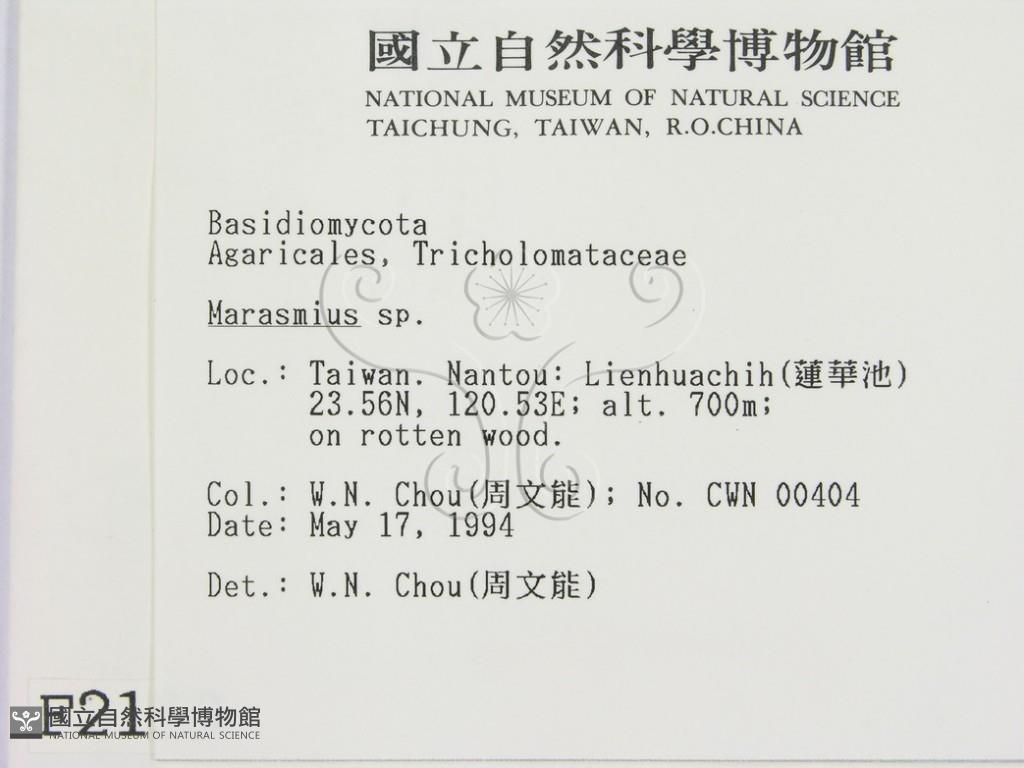 國立自然科學博物館
NATIONAL MUSEUM OF NATURAL SCIENCE
TAICHUNG, TAIWAN, R.O.CHINA
Basidiomycota
Agaricales, Tricholomataceae
Marasmius sp.
Loc.: Taiwan. Nantou: Lienhuachih(蓮華池)
23.56N, 120.53E; alt. 700m;
on rotten wood.
Col.: W.N. Chou(周文能); No. CWN 00404
Date: May 17, 1994
Det.: W.N. Chou(周文能)
E21
國立自然科學博物館
NATIONAL MUSEUM OF NATURAL SCIENCE